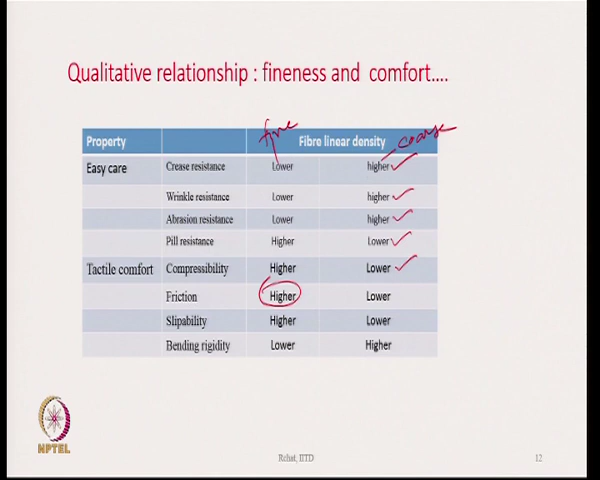 Qualitative relationship : fineness and comfort....
fine
coarse
Property Fibre linear density
Easy care Crease resistance Lower higher
Wrinkle resistance Lower higher
Abrasion resistance Lower higher
Pill resistance Higher Lower
Tactile comfort Compressibility Higher Lower
Friction Higher Lower
Slipability Higher Lower
Bending rigidity Lower Higher
NPTEL
Rchat, IITD 12